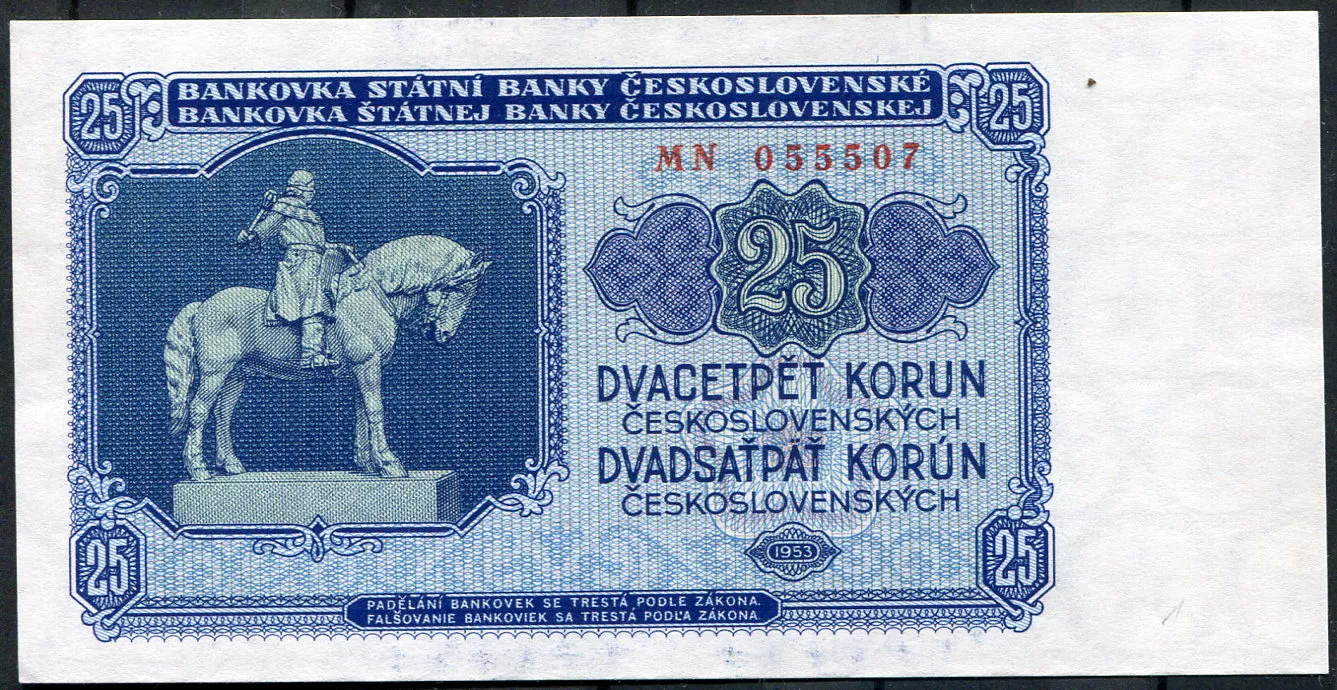 25
BANKOVKA STÁTNÍ BANKY ČESKOSLOVENSKÉ
BANKOVKA ŠTÁTNEJ BANKY ČESKOSLOVENSKEJ
25
MN 055507
25
DVACETPĚT KORUN
ČESKOSLOVENSKÝCH
DVADSAŤPÄŤ KORÚN
ČESKOSLOVENSKÝCH
1953
25
25
PADĚLÁNÍ BANKOVEK SE TRESTÁ PODLE ZÁKONA.
FALŠOVANIE BANKOVIEK SA TRESTÁ PODĽA ZÁKONA.